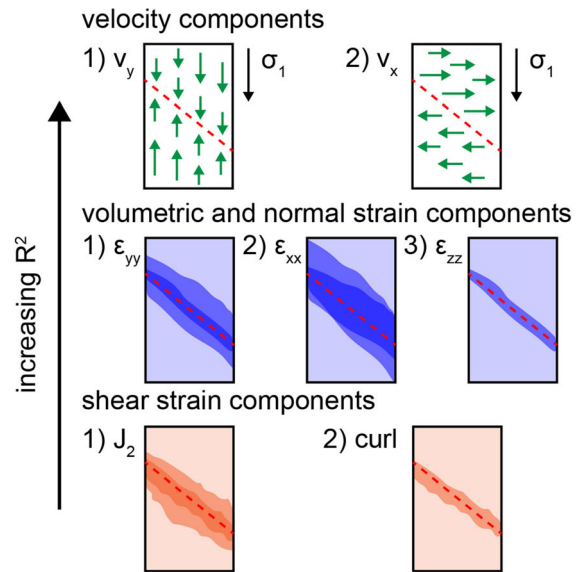 velocity components
1) v_y
σ_1
2) v_x
σ_1
increasing R²
volumetric and normal strain components
1) ε_yy
2) ε_xx
3) ε_zz
shear strain components
1) J_2
2) curl